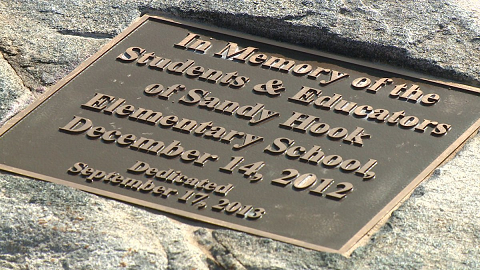 In Memory of the
Students & Educators
of Sandy Hook
Elementary School,
December 14, 2012
Dedicated
September 17, 2013